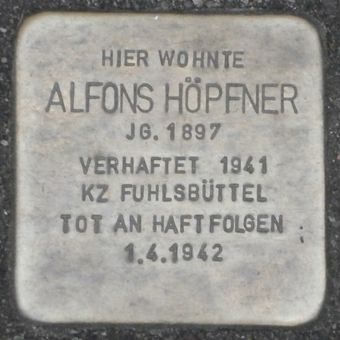 HIER WOHNTE
ALFONS HÖPFNER
JG. 1897
VERHAFTET 1941
KZ FUHLSBÜTTEL
TOT AN HAFTFOLGEN
1.4.1942